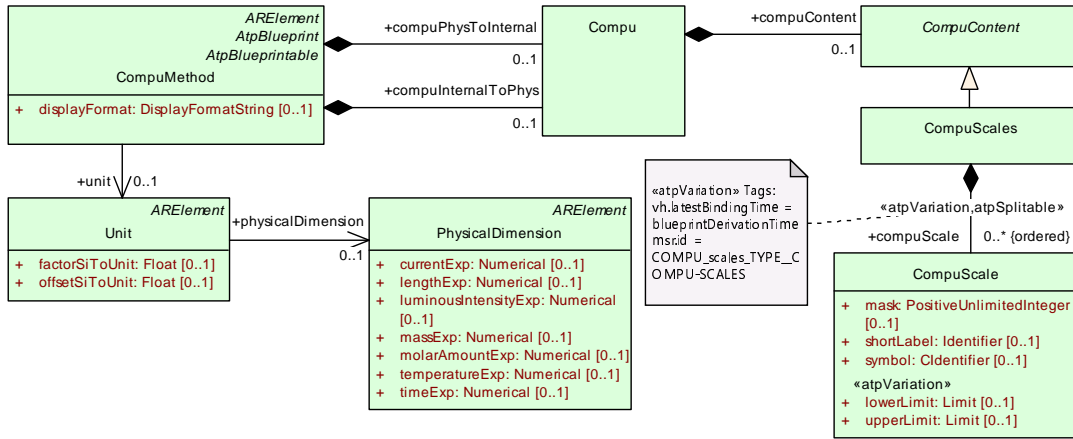 ARElement
AtpBlueprint
AtpBlueprintable
CompuMethod
+ displayFormat: DisplayFormatString [0..1]
+compuPhysToInternal
0..1
+compuInternalToPhys
0..1
Compu
+compuContent
0..1
CompuContent
CompuScales
+unit
0..1
ARElement
Unit
+ factorSiToUnit: Float [0..1]
+ offsetSiToUnit: Float [0..1]
+physicalDimension
0..1
ARElement
PhysicalDimension
+ currentExp: Numerical [0..1]
+ lengthExp: Numerical [0..1]
+ luminousIntensityExp: Numerical
[0..1]
+ massExp: Numerical [0..1]
+ molarAmountExp: Numerical [0..1]
+ temperatureExp: Numerical [0..1]
+ timeExp: Numerical [0..1]
«atpVariation» Tags:
vh.latestBindingTime =
blueprintDerivationTime
msr.id =
COMPU_scales_TYPE__C
OMPU-SCALES
«atpVariation,atpSplitable»
+compuScale
0..* {ordered}
CompuScale
+ mask: PositiveUnlimitedInteger
[0..1]
+ shortLabel: Identifier [0..1]
+ symbol: CIdentifier [0..1]
«atpVariation»
+ lowerLimit: Limit [0..1]
+ upperLimit: Limit [0..1]